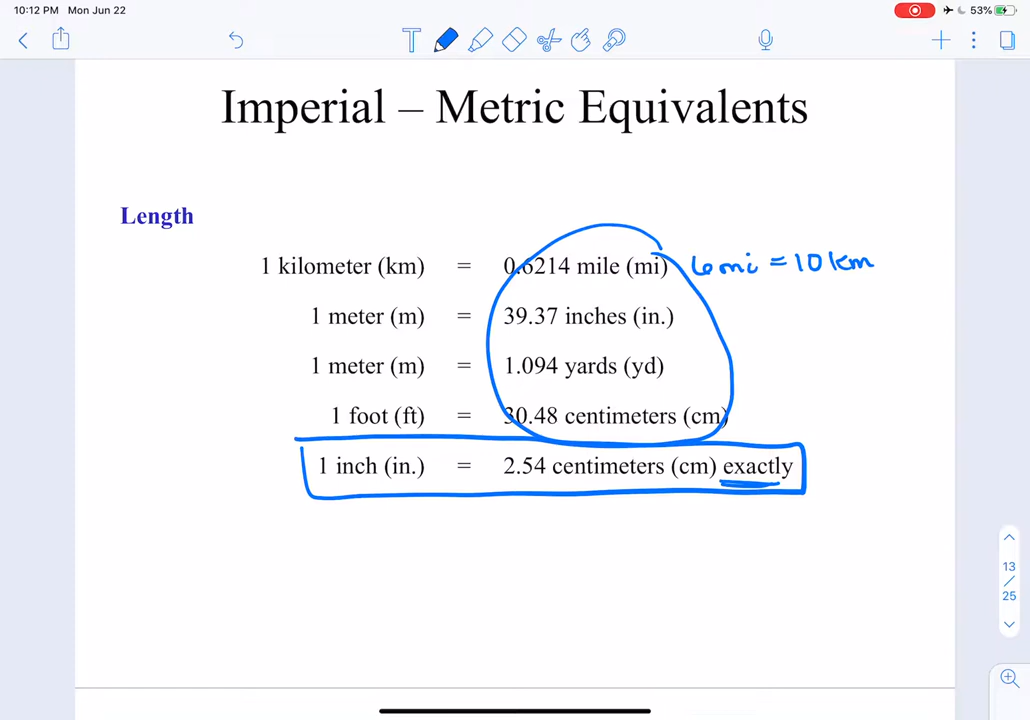 10:12 PM Mon Jun 22 53%
Imperial – Metric Equivalents
Length
1 kilometer (km) = 0.6214 mile (mi) 6mi = 10 km
1 meter (m) = 39.37 inches (in.)
1 meter (m) = 1.094 yards (yd)
1 foot (ft) = 30.48 centimeters (cm)
1 inch (in.) = 2.54 centimeters (cm) exactly
13
/
25